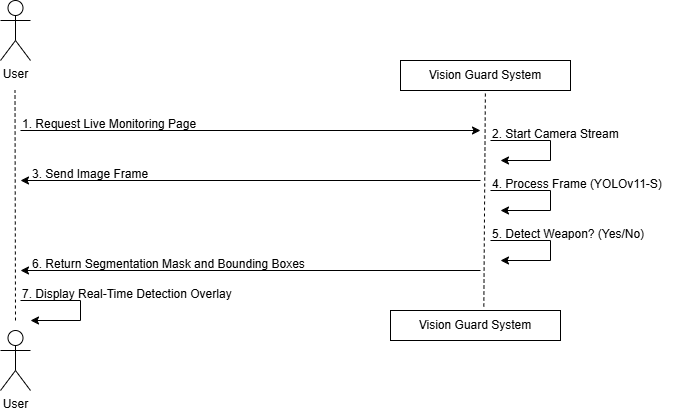 User
Vision Guard System
1. Request Live Monitoring Page
2. Start Camera Stream
3. Send Image Frame
4. Process Frame (YOLOv11-S)
5. Detect Weapon? (Yes/No)
6. Return Segmentation Mask and Bounding Boxes
7. Display Real-Time Detection Overlay
Vision Guard System
User